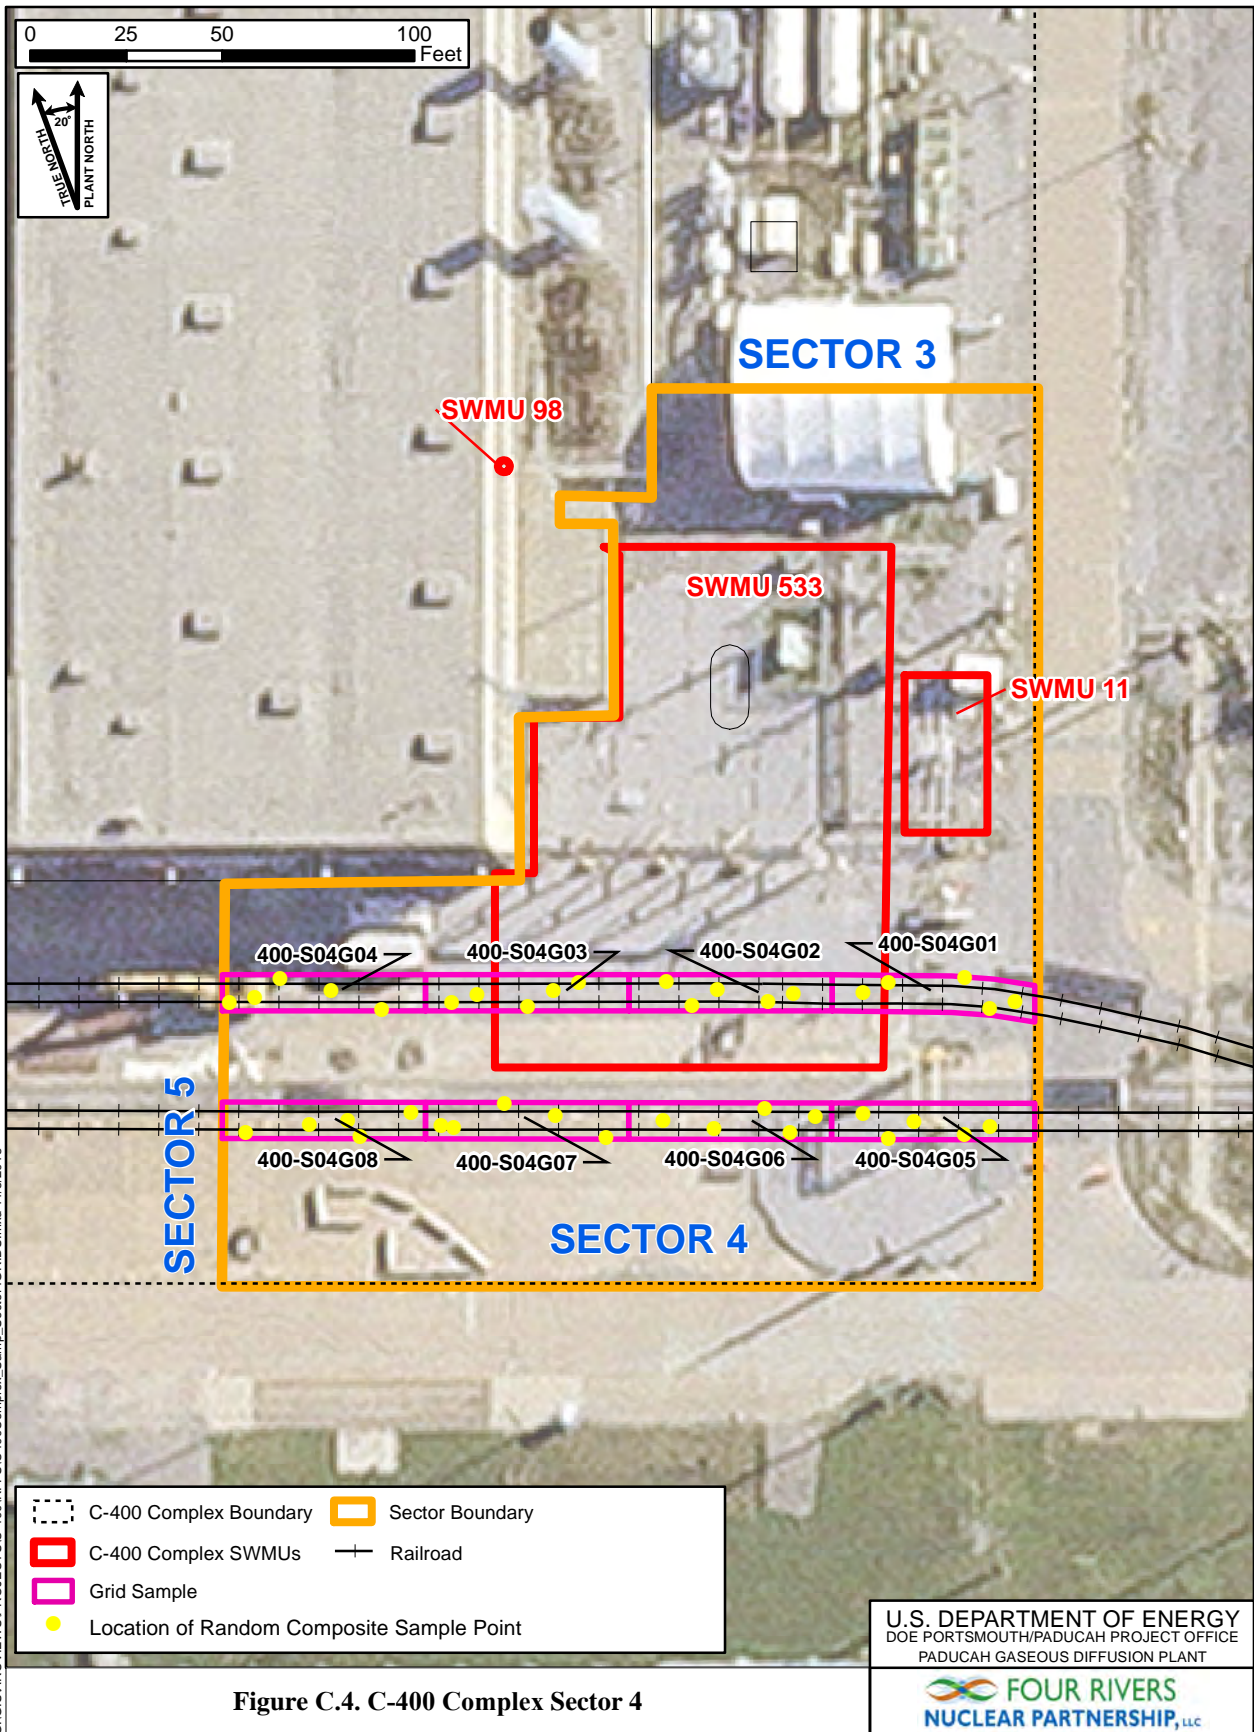 0 25 50 100
Feet
20°
TRUE NORTH
PLANT NORTH
SECTOR 3
SWMU 98
SWMU 533
SWMU 11
400-S04G04
400-S04G03
400-S04G02
400-S04G01
SECTOR 5
400-S04G08
400-S04G07
400-S04G06
400-S04G05
SECTOR 4
C-400 Complex Boundary
Sector Boundary
C-400 Complex SWMUs
Railroad
Grid Sample
Location of Random Composite Sample Point
U.S. DEPARTMENT OF ENERGY
DOE PORTSMOUTH/PADUCAH PROJECT OFFICE
PADUCAH GASEOUS DIFFUSION PLANT
FOUR RIVERS
NUCLEAR PARTNERSHIP, LLC
Figure C.4. C-400 Complex Sector 4